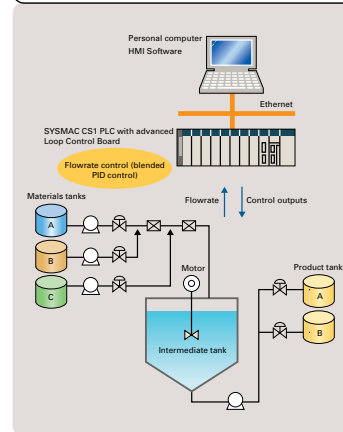 Personal computer
HMI Software
Ethernet
SYSMAC CS1 PLC with advanced
Loop Control Board
Flowrate control (blended
PID control)
Flowrate
Control outputs
Materials tanks
A
B
C
Motor
Product tank
A
B
Intermediate tank